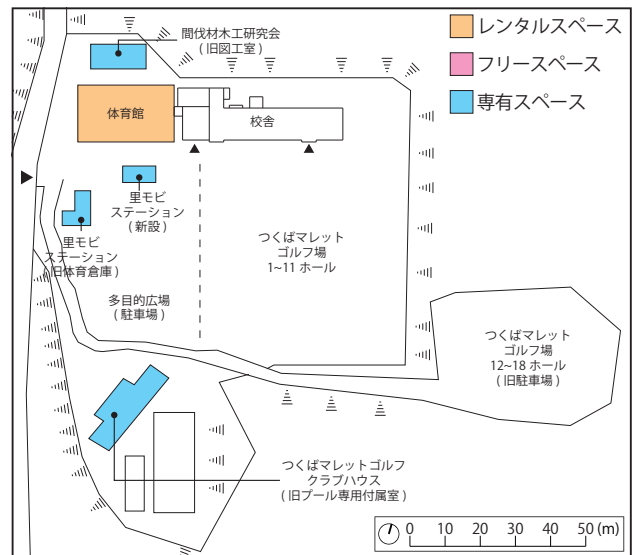 間伐材木工研究会
(旧図工室)
レンタルスペース
フリースペース
専有スペース
体育館
校舎
里モビ
ステーション
(新設)
里モビ
ステーション
(旧体育倉庫)
つくばマレット
ゴルフ場
1~11 ホール
多目的広場
(駐車場)
つくばマレット
ゴルフ場
12~18 ホール
(旧駐車場)
つくばマレットゴルフ
クラブハウス
(旧プール専用付属室)
0 10 20 30 40 50 (m)